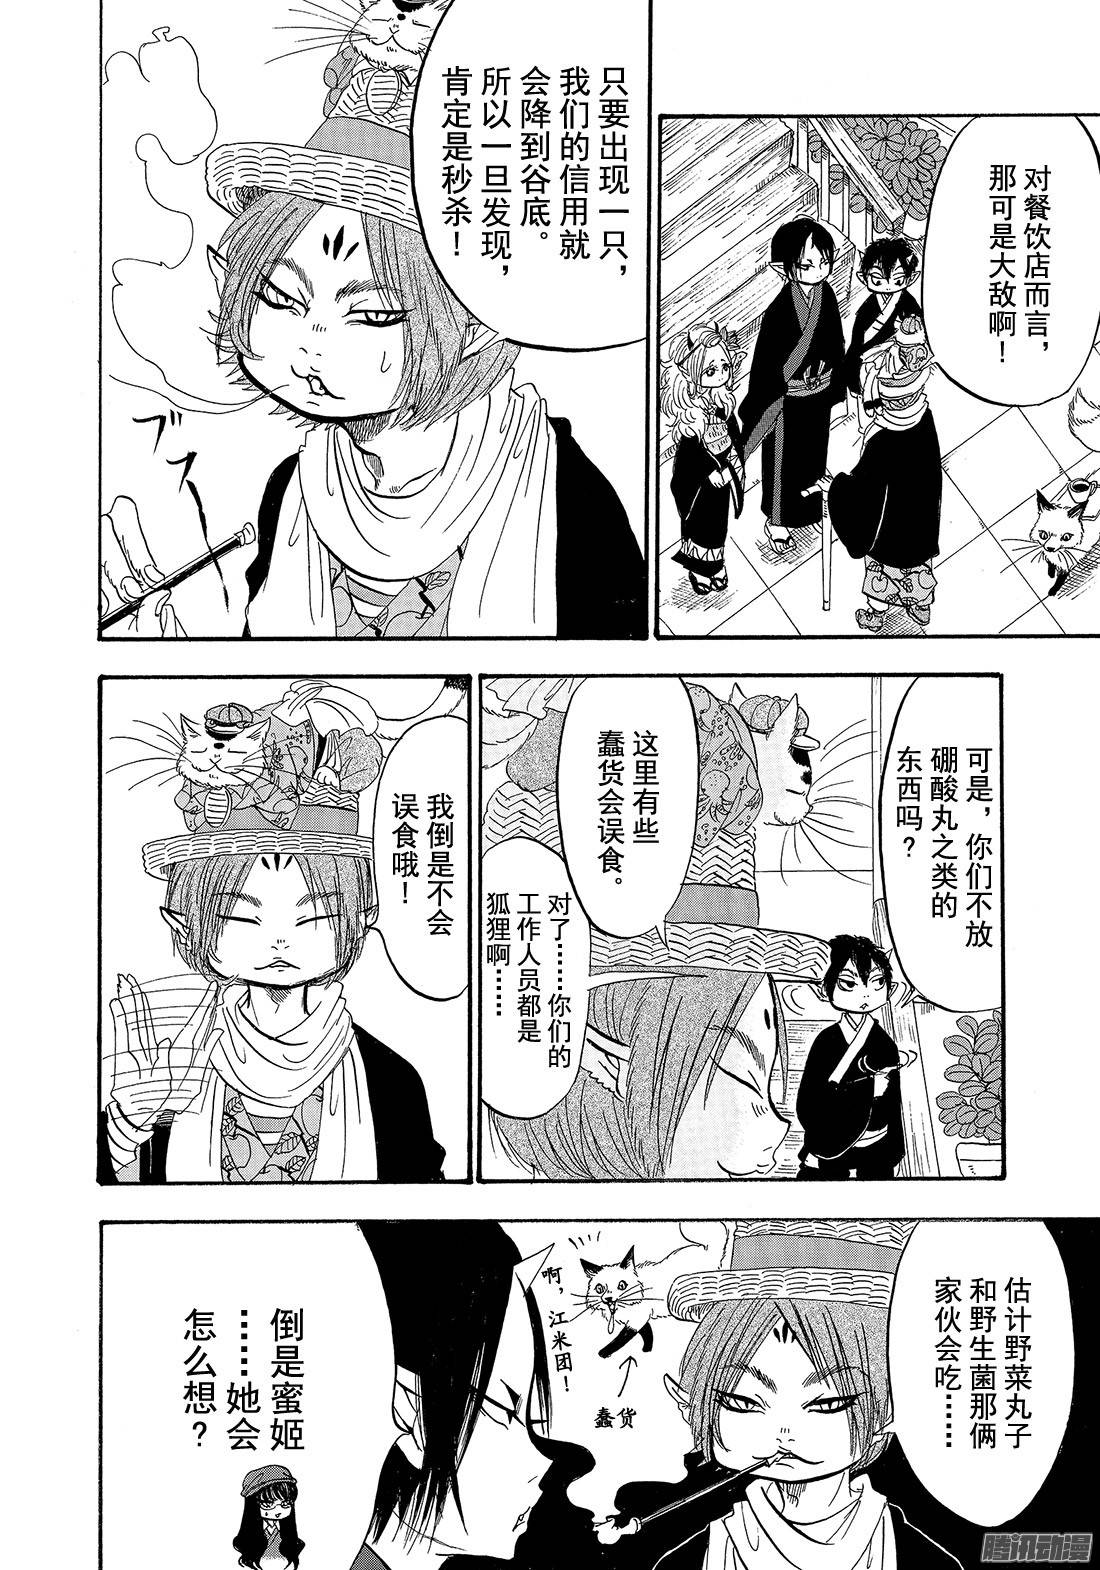 对餐饮店而言，
那可是大敌啊！
只要出现一只，
我们的信用就
会降到谷底。
所以一旦发现，
肯定是秒杀！
ブブ
可是，你们不放
硼酸丸之类的
东西吗？
这里有些
蠢货会误食。
对了……你们的
工作人员都是
狐狸啊……
我倒是不会
误食哦！
估计野菜丸子
和野生菌那俩
家伙会吃……
啊，江米团！
蠢货
倒是蜜姬
……她会
怎么想？
腾讯动漫